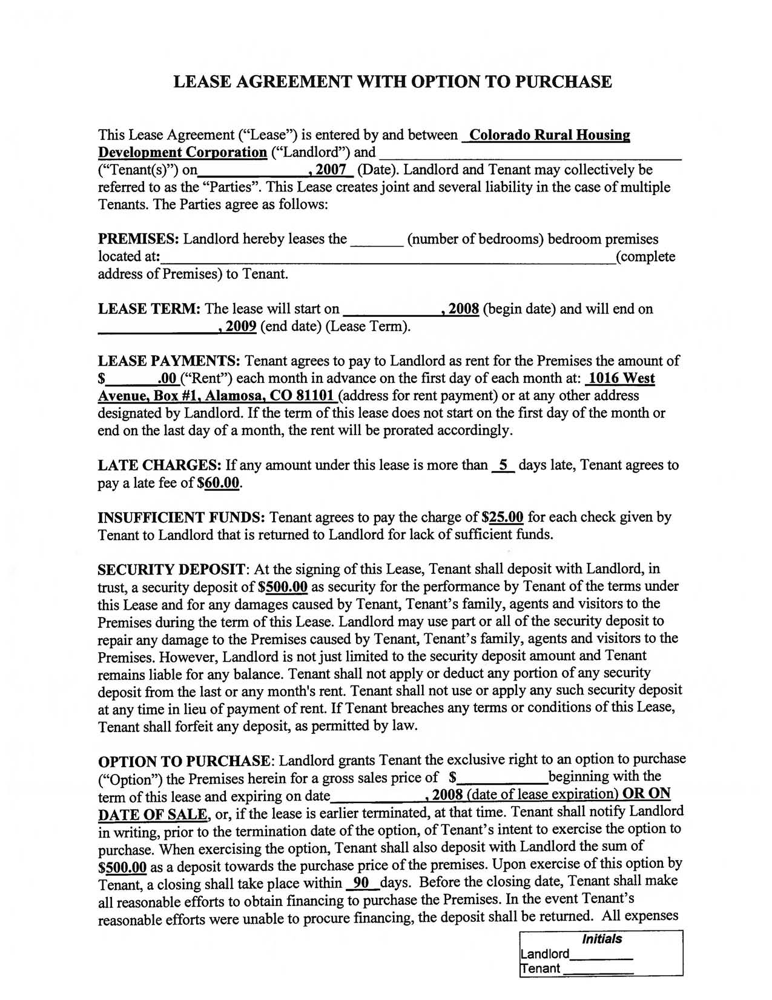 LEASE AGREEMENT WITH OPTION TO PURCHASE
This Lease Agreement (“Lease”) is entered by and between _Colorado Rural Housing
Development Corporation (“Landlord”) and ____________________
(“Tenant(s)”) on____________, 2007_ (Date). Landlord and Tenant may collectively be
referred to as the “Parties”. This Lease creates joint and several liability in the case of multiple
Tenants. The Parties agree as follows:
PREMISES: Landlord hereby leases the _______ (number of bedrooms) bedroom premises
located at:____________________(complete
address of Premises) to Tenant.
LEASE TERM: The lease will start on ____________, 2008 (begin date) and will end on
____________, 2009 (end date) (Lease Term).
LEASE PAYMENTS: Tenant agrees to pay to Landlord as rent for the Premises the amount of
$_______.00 (“Rent”) each month in advance on the first day of each month at: _1016 West
Avenue, Box #1, Alamosa, CO 81101 (address for rent payment) or at any other address
designated by Landlord. If the term of this lease does not start on the first day of the month or
end on the last day of a month, the rent will be prorated accordingly.
LATE CHARGES: If any amount under this lease is more than _5_ days late, Tenant agrees to
pay a late fee of $60.00.
INSUFFICIENT FUNDS: Tenant agrees to pay the charge of $25.00 for each check given by
Tenant to Landlord that is returned to Landlord for lack of sufficient funds.
SECURITY DEPOSIT: At the signing of this Lease, Tenant shall deposit with Landlord, in
trust, a security deposit of $500.00 as security for the performance by Tenant of the terms under
this Lease and for any damages caused by Tenant, Tenant’s family, agents and visitors to the
Premises during the term of this Lease. Landlord may use part or all of the security deposit to
repair any damage to the Premises caused by Tenant, Tenant’s family, agents and visitors to the
Premises. However, Landlord is not just limited to the security deposit amount and Tenant
remains liable for any balance. Tenant shall not apply or deduct any portion of any security
deposit from the last or any month's rent. Tenant shall not use or apply any such security deposit
at any time in lieu of payment of rent. If Tenant breaches any terms or conditions of this Lease,
Tenant shall forfeit any deposit, as permitted by law.
OPTION TO PURCHASE: Landlord grants Tenant the exclusive right to an option to purchase
(“Option”) the Premises herein for a gross sales price of $____________beginning with the
term of this lease and expiring on date____________, 2008 (date of lease expiration) OR ON
DATE OF SALE, or, if the lease is earlier terminated, at that time. Tenant shall notify Landlord
in writing, prior to the termination date of the option, of Tenant’s intent to exercise the option to
purchase. When exercising the option, Tenant shall also deposit with Landlord the sum of
$500.00 as a deposit towards the purchase price of the premises. Upon exercise of this option by
Tenant, a closing shall take place within _90_ days. Before the closing date, Tenant shall make
all reasonable efforts to obtain financing to purchase the Premises. In the event Tenant’s
reasonable efforts were unable to procure financing, the deposit shall be returned. All expenses
Initials
Landlord__________
Tenant __________